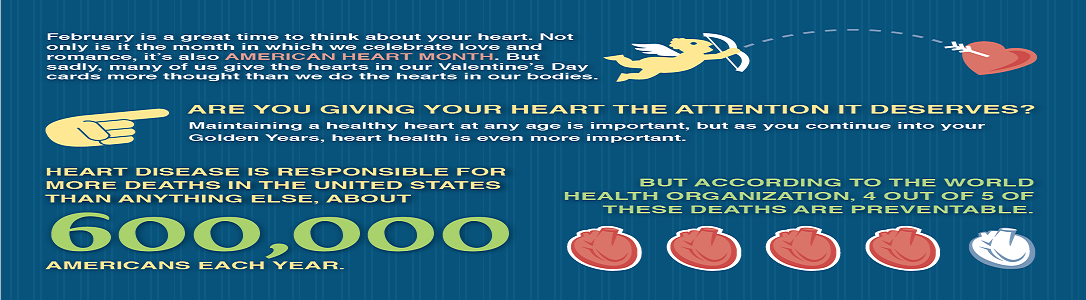 February is a great time to think about your heart. Not
only is it the month in which we celebrate love and
romance, it's also AMERICAN HEART MONTH. But
sadly, many of us give the hearts in our Valentine's Day
cards more thought than we do the hearts in our bodies.
ARE YOU GIVING YOUR HEART THE ATTENTION IT DESERVES?
Maintaining a healthy heart at any age is important, but as you continue into your
Golden Years, heart health is even more important.
HEART DISEASE IS RESPONSIBLE FOR
MORE DEATHS IN THE UNITED STATES
THAN ANYTHING ELSE, ABOUT
600,000
AMERICANS EACH YEAR.
BUT ACCORDING TO THE WORLD
HEALTH ORGANIZATION, 4 OUT OF 5 OF
THESE DEATHS ARE PREVENTABLE.